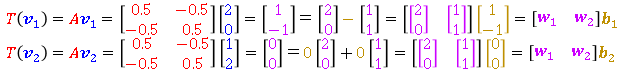 T(v₁) = Av₁ = [0.5 −0.5; −0.5 0.5][2; 0] = [1; −1] = [2; 0] − [1; 1] = [[2; 0] [1; 1]][1; −1] = [w₁ w₂]b₁
T(v₂) = Av₂ = [0.5 −0.5; −0.5 0.5][1; 2] = [0; 0] = 0[2; 0] + 0[1; 1] = [[2; 0] [1; 1]][0; 0] = [w₁ w₂]b₂